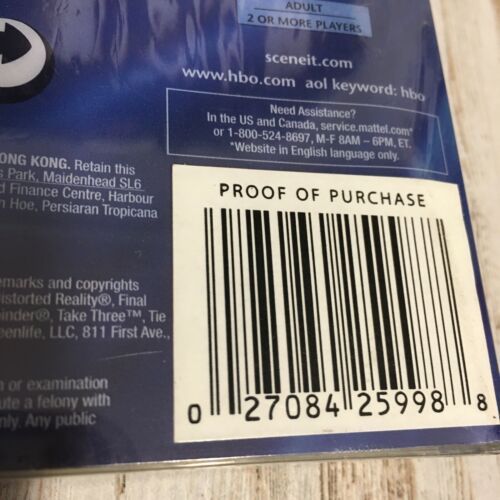 ADULT
2 OR MORE PLAYERS
sceneit.com
www.hbo.com aol keyword: hbo
Need Assistance?
In the US and Canada, service.mattel.com*
or 1-800-524-8697, M-F 8AM – 6PM, ET.
*Website in English language only.
ONG KONG. Retain this
s Park, Maidenhead SL6
d Finance Centre, Harbour
n Hoe, Persiaran Tropicana
PROOF OF PURCHASE
emarks and copyrights
istorted Reality®, Final
inder®, Take Three™, Tie
eenlife, LLC, 811 First Ave.,
n or examination
ute a felony with
nly. Any public
0 27084 25998 8